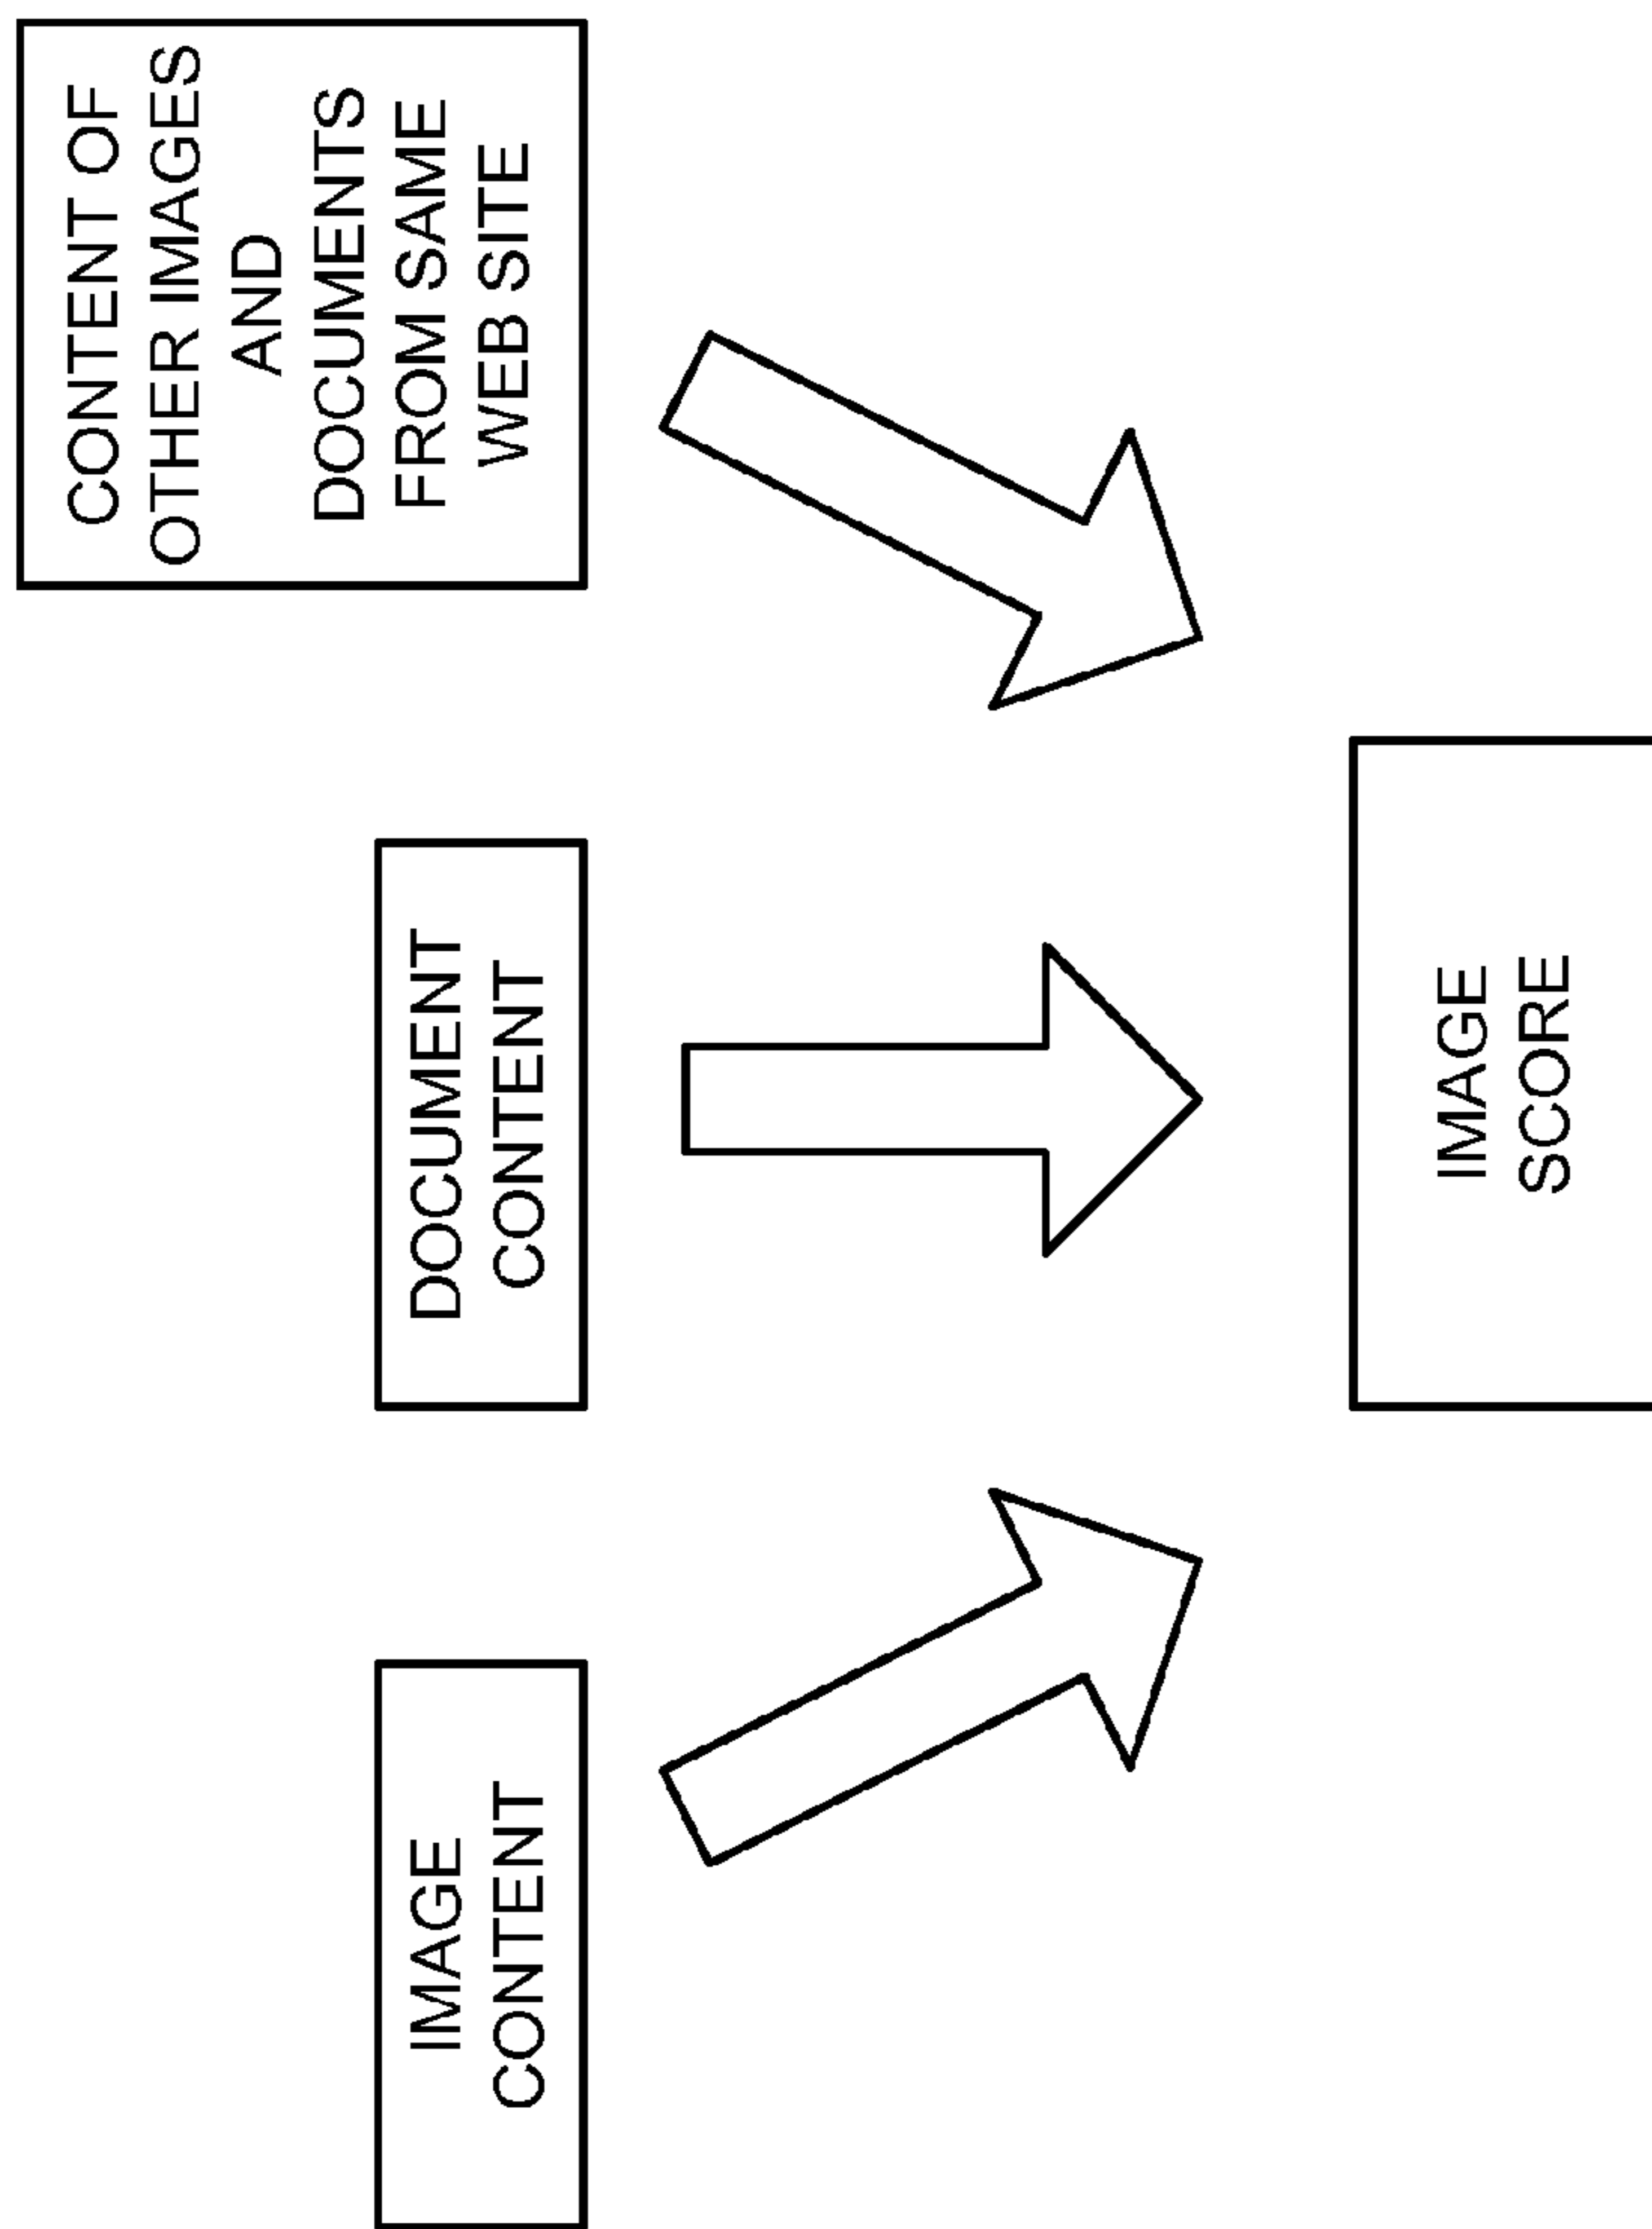 IMAGE
CONTENT
DOCUMENT
CONTENT
CONTENT OF
OTHER IMAGES
AND
DOCUMENTS
FROM SAME
WEB SITE
IMAGE
SCORE